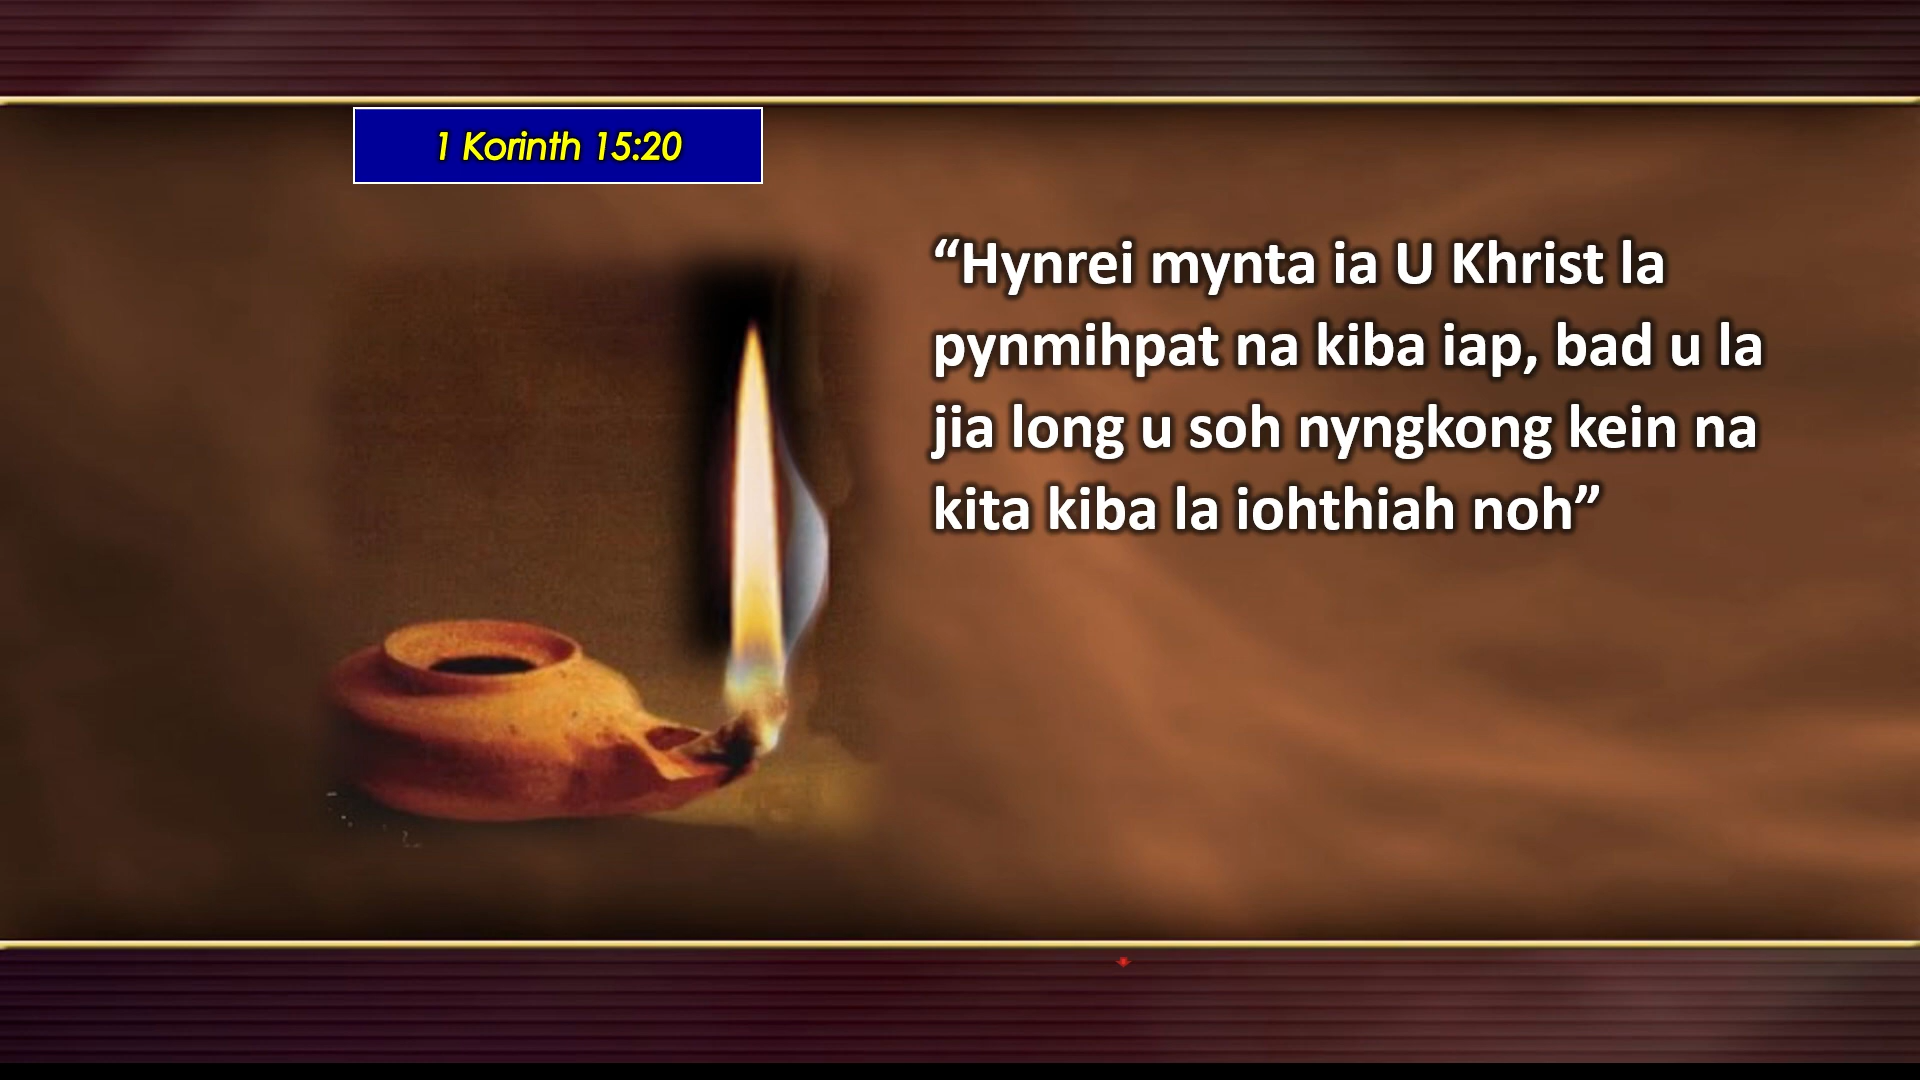 1 Korinth 15:20
“Hynrei mynta ia U Khrist la
pynmihpat na kiba iap, bad u la
jia long u soh nyngkong kein na
kita kiba la iohthiah noh”